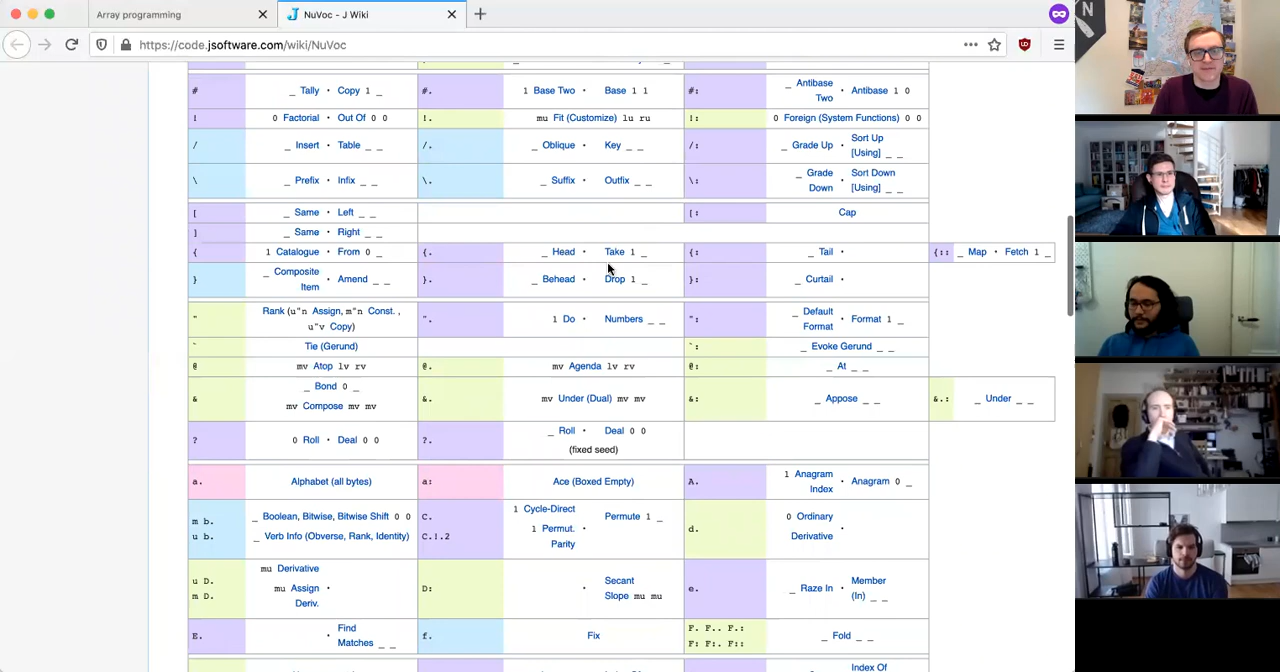 Array programming
NuVoc - J Wiki
https://code.jsoftware.com/wiki/NuVoc
N
# _ Tally • Copy 1 _ #. 1 Base Two • Base 1 1 #: _ Antibase Two • Antibase 1 0
! 0 Factorial • Out Of 0 0 !. mu Fit (Customize) lu ru !: 0 Foreign (System Functions) 0 0
/ _ Insert • Table _ _ /. _ Oblique • Key _ _ /: _ Grade Up • Sort Up [Using] _ _
\ _ Prefix • Infix _ _ \. _ Suffix • Outfix _ _ \: _ Grade Down • Sort Down [Using] _ _
[ _ Same • Left _ _ [: Cap
] _ Same • Right _ _
{ 1 Catalogue • From 0 _ {. _ Head • Take 1 _ {: _ Tail • {:: _ Map • Fetch 1 _
} _ Composite Item • Amend _ _ }. _ Behead • Drop 1 _ }: _ Curtail •
" Rank (u"n Assign, m"n Const. , u"v Copy) ". 1 Do • Numbers _ _ ": _ Default Format • Format 1 _
` Tie (Gerund) `: _ Evoke Gerund _ _
@ mv Atop lv rv @. mv Agenda lv rv @: _ At _ _
& _ Bond 0 _ mv Compose mv mv &. mv Under (Dual) mv mv &: _ Appose _ _ &.: _ Under _ _
? 0 Roll • Deal 0 0 ?. _ Roll • Deal 0 0 (fixed seed)
a. Alphabet (all bytes) a: Ace (Boxed Empty) A. 1 Anagram Index • Anagram 0 _
m b. _ Boolean, Bitwise, Bitwise Shift 0 0 C. 1 Cycle-Direct • Permute 1 _ d. 0 Ordinary Derivative •
u b. _ Verb Info (Obverse, Rank, Identity) C.!.2 1 Permut. Parity •
u D. mu Derivative D: • Secant Slope mu mu e. _ Raze In • Member (In) _ _
m D. mu Assign Deriv. •
E. • Find Matches _ _ f. Fix F. F.. F.: _ Fold _ _
F: F:. F::
Index Of